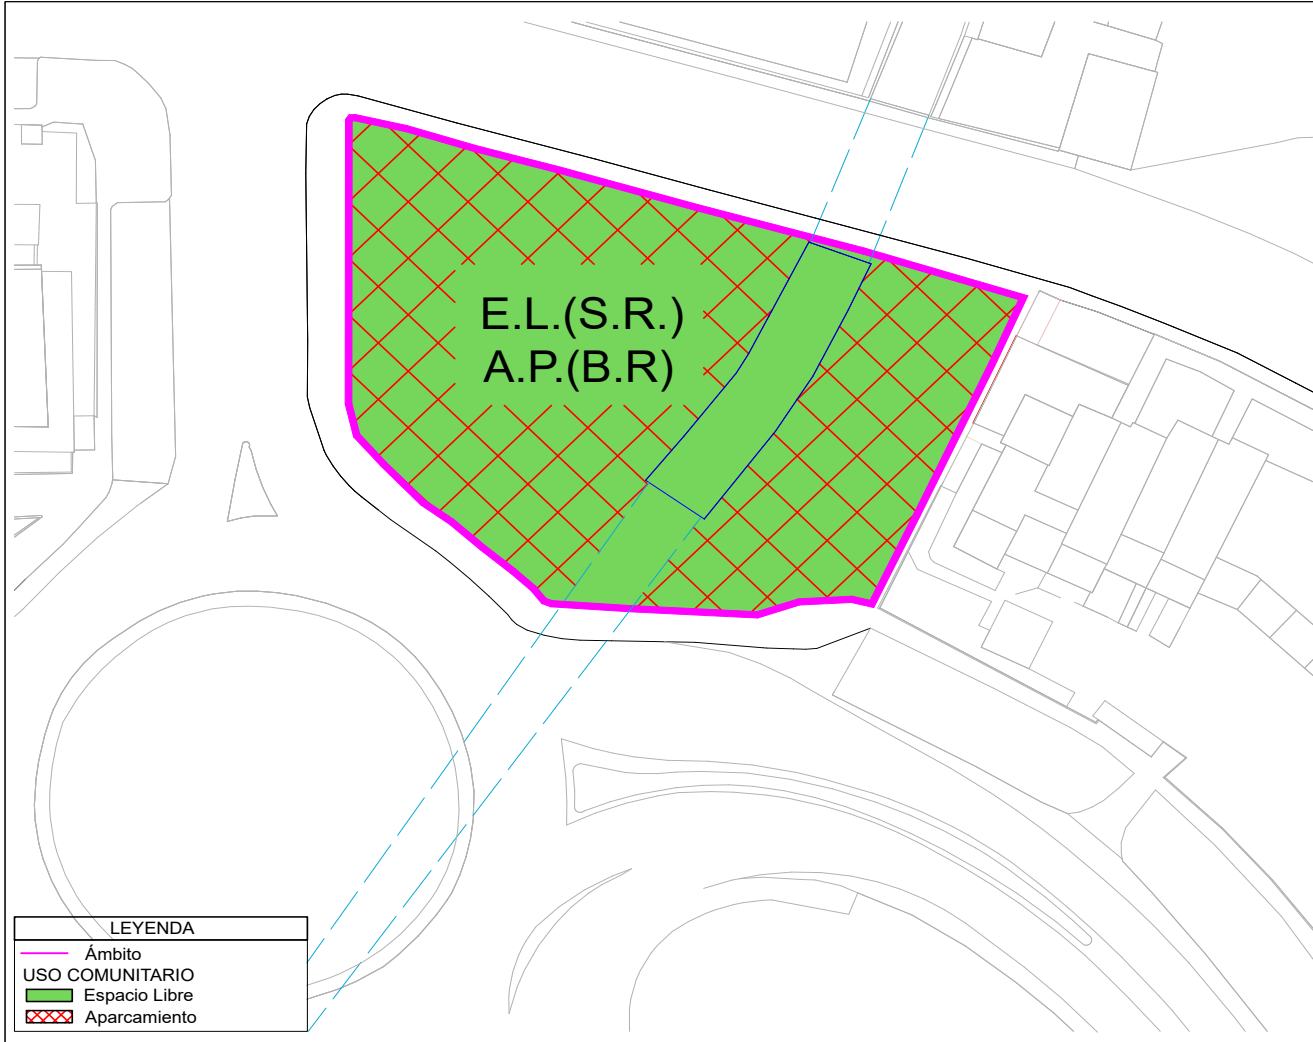 E.L.(S.R.)
A.P.(B.R)
LEYENDA
Ámbito
USO COMUNITARIO
Espacio Libre
Aparcamiento